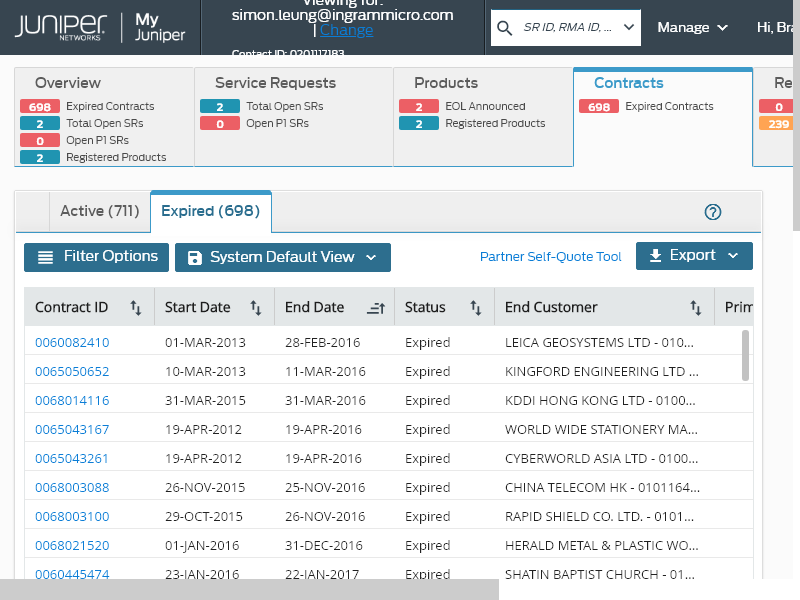 JUNIPER NETWORKS
My Juniper
Viewing for:
simon.leung@ingrammicro.com
| Change
Contact ID: 0201117183
SR ID, RMA ID, ...
Manage
Hi, Bra
Overview
698 Expired Contracts
2 Total Open SRs
0 Open P1 SRs
2 Registered Products
Service Requests
2 Total Open SRs
0 Open P1 SRs
Products
2 EOL Announced
2 Registered Products
Contracts
698 Expired Contracts
Re
0
239
Active (711)
Expired (698)
Filter Options
System Default View
Partner Self-Quote Tool
Export
Contract ID Start Date End Date Status End Customer Prim
0060082410 01-MAR-2013 28-FEB-2016 Expired LEICA GEOSYSTEMS LTD - 010...
0065050652 10-MAR-2013 11-MAR-2016 Expired KINGFORD ENGINEERING LTD ...
0068014116 31-MAR-2015 31-MAR-2016 Expired KDDI HONG KONG LTD - 0100...
0065043167 19-APR-2012 19-APR-2016 Expired WORLD WIDE STATIONERY MA...
0065043261 19-APR-2012 19-APR-2016 Expired CYBERWORLD ASIA LTD - 0100...
0068003088 26-NOV-2015 25-NOV-2016 Expired CHINA TELECOM HK - 0101164...
0068003100 29-OCT-2015 26-NOV-2016 Expired RAPID SHIELD CO. LTD. - 0101...
0068021520 01-JAN-2016 31-DEC-2016 Expired HERALD METAL & PLASTIC WO...
0060445474 23-JAN-2016 22-JAN-2017 Expired SHATIN BAPTIST CHURCH - 01...